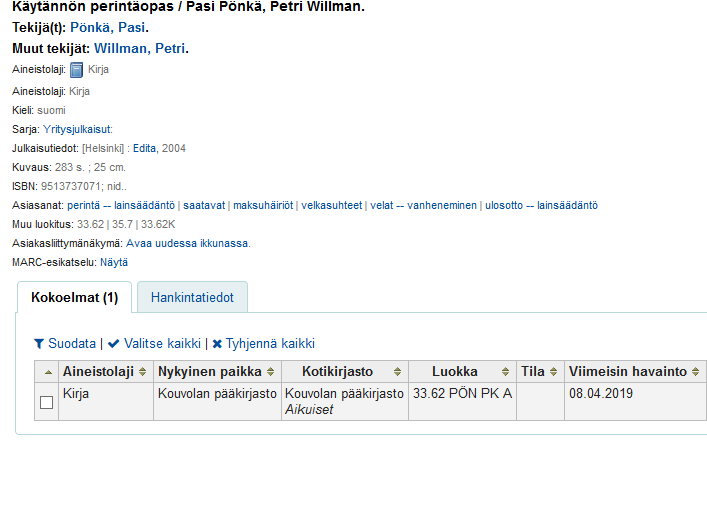 Käytännön perintäopas / Pasi Pönkä, Petri Willman.
Tekijä(t): Pönkä, Pasi.
Muut tekijät: Willman, Petri.
Aineistolaji: Kirja
Aineistolaji: Kirja
Kieli: suomi
Sarja: Yritysjulkaisut:
Julkaisutiedot: [Helsinki] : Edita, 2004
Kuvaus: 283 s. ; 25 cm.
ISBN: 9513737071; nid..
Asiasanat: perintä -- lainsäädäntö | saatavat | maksuhäiriöt | velkasuhteet | velat -- vanheneminen | ulosotto -- lainsäädäntö
Muu luokitus: 33.62 | 35.7 | 33.62K
Asiakasliittymänäkymä: Avaa uudessa ikkunassa.
MARC-esikatselu: Näytä
Kokoelmat (1) Hankintatiedot
Suodata | Valitse kaikki | Tyhjennä kaikki
Aineistolaji Nykyinen paikka Kotikirjasto Luokka Tila Viimeisin havainto
Kirja Kouvolan pääkirjasto Kouvolan pääkirjasto 33.62 PÖN PK A 08.04.2019
Aikuiset